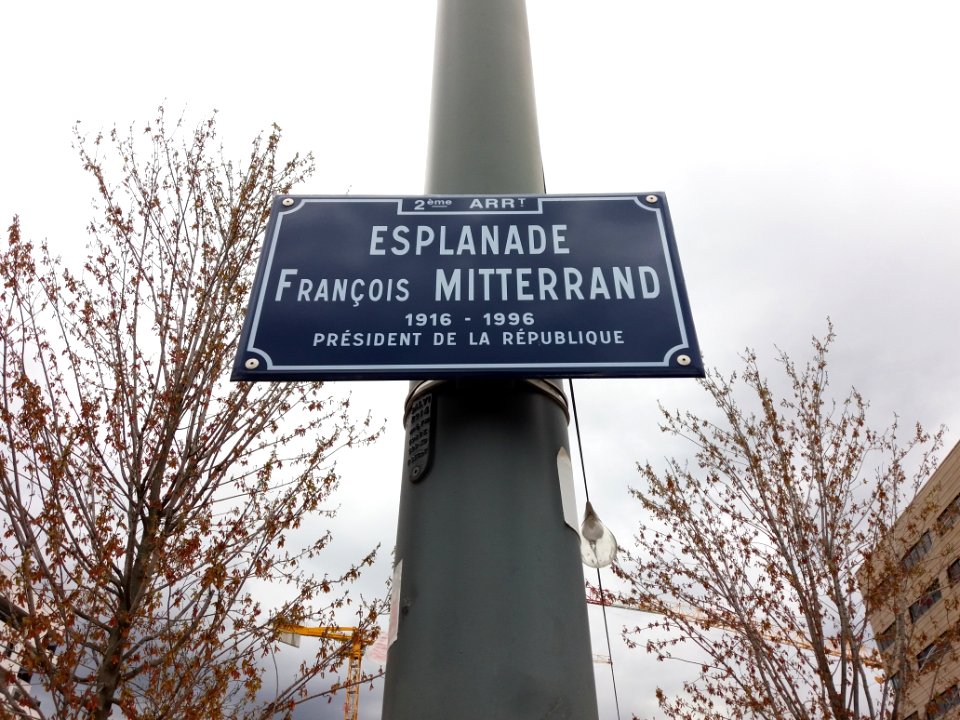 2ème ARRT
ESPLANADE
FRANÇOIS MITTERRAND
1916 - 1996
PRÉSIDENT DE LA RÉPUBLIQUE